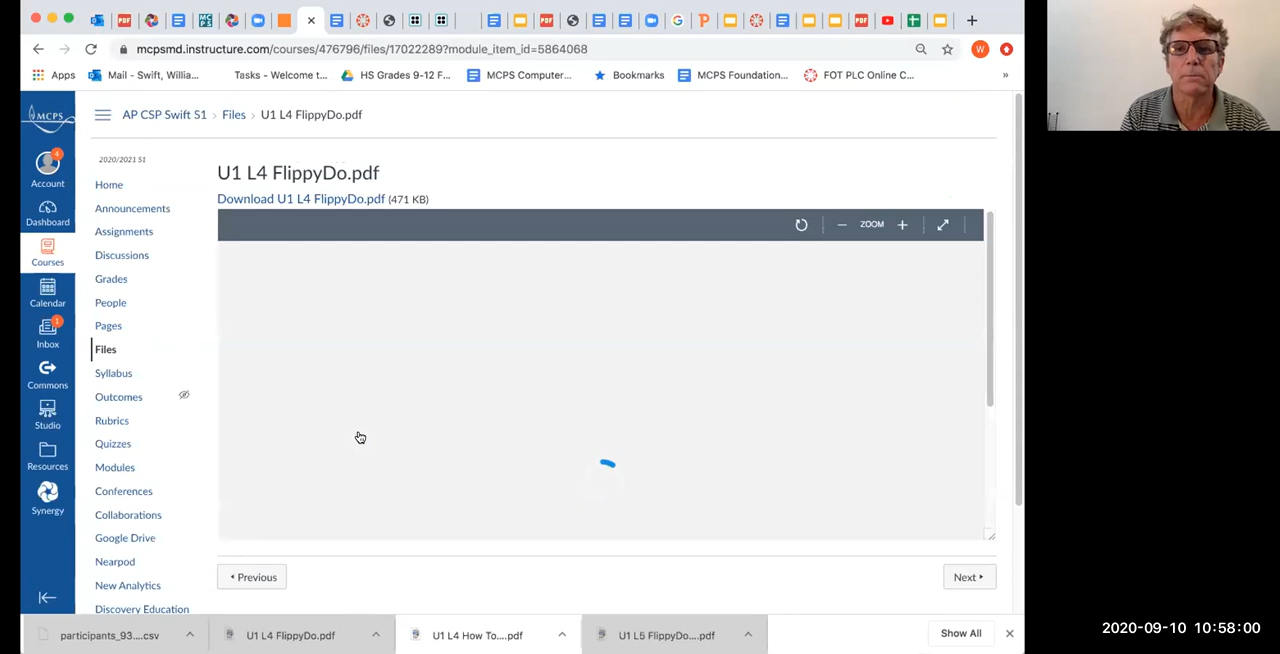 mcpsmd.instructure.com/courses/476796/files/17022289?module_item_id=5864068
W
Apps
Mail - Swift, Willia...
Tasks - Welcome t...
HS Grades 9-12 F...
MCPS Computer...
Bookmarks
MCPS Foundation...
FOT PLC Online C...
»
MCPS
AP CSP Swift S1 > Files > U1 L4 FlippyDo.pdf
4
Account
Dashboard
Courses
Calendar
1
Inbox
Commons
Studio
Resources
Synergy
2020/2021 S1
Home
Announcements
Assignments
Discussions
Grades
People
Pages
Files
Syllabus
Outcomes
Rubrics
Quizzes
Modules
Conferences
Collaborations
Google Drive
Nearpod
New Analytics
Discovery Education
U1 L4 FlippyDo.pdf
Download U1 L4 FlippyDo.pdf (471 KB)
ZOOM
Previous
Next
participants_93....csv
U1 L4 FlippyDo.pdf
U1 L4 How To....pdf
U1 L5 FlippyDo....pdf
Show All
2020-09-10 10:58:00